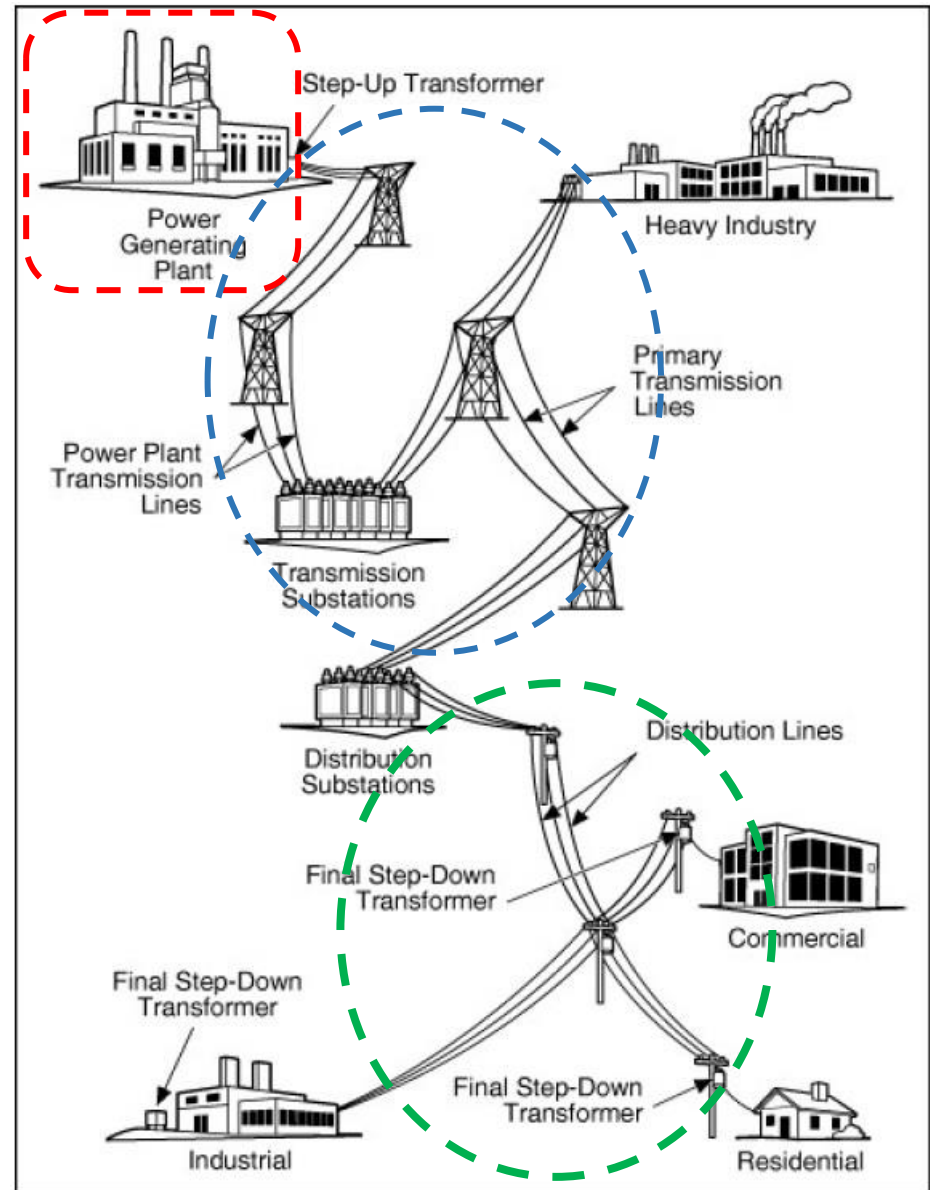 Step-Up Transformer
Power
Generating
Plant
Heavy Industry
Primary
Transmission
Lines
Power Plant
Transmission
Lines
Transmission
Substations
Distribution
Substations
Distribution Lines
Final Step-Down
Transformer
Commercial
Final Step-Down
Transformer
Final Step-Down
Transformer
Industrial
Residential